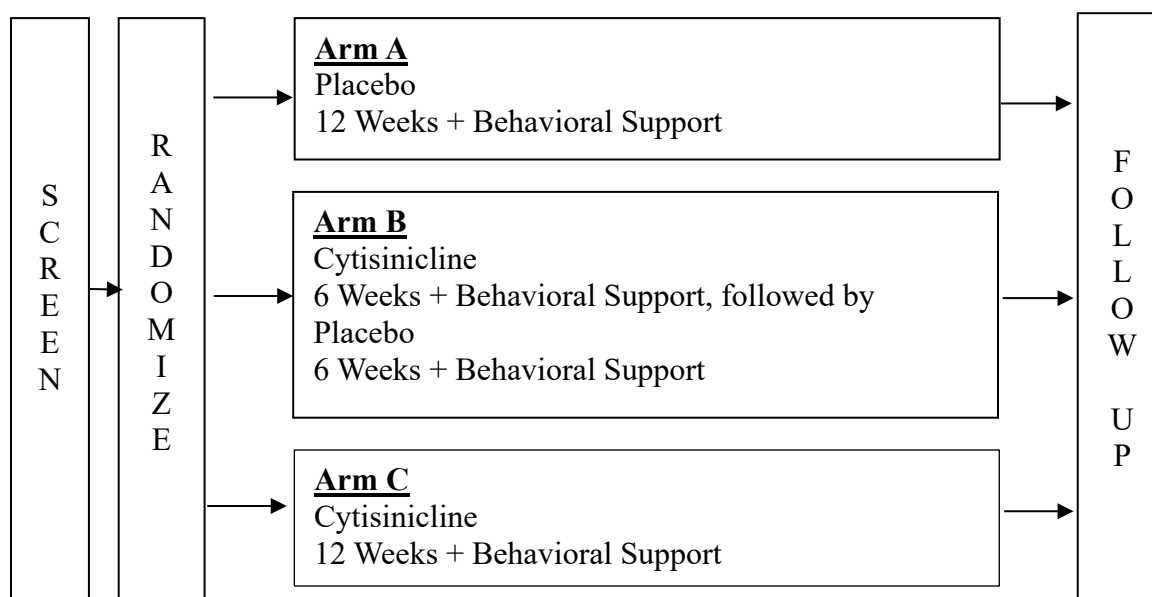 SCREEN
RANDOMIZE
Arm A
Placebo
12 Weeks + Behavioral Support
Arm B
Cytisinicline
6 Weeks + Behavioral Support, followed by
Placebo
6 Weeks + Behavioral Support
Arm C
Cytisinicline
12 Weeks + Behavioral Support
FOLLOW UP